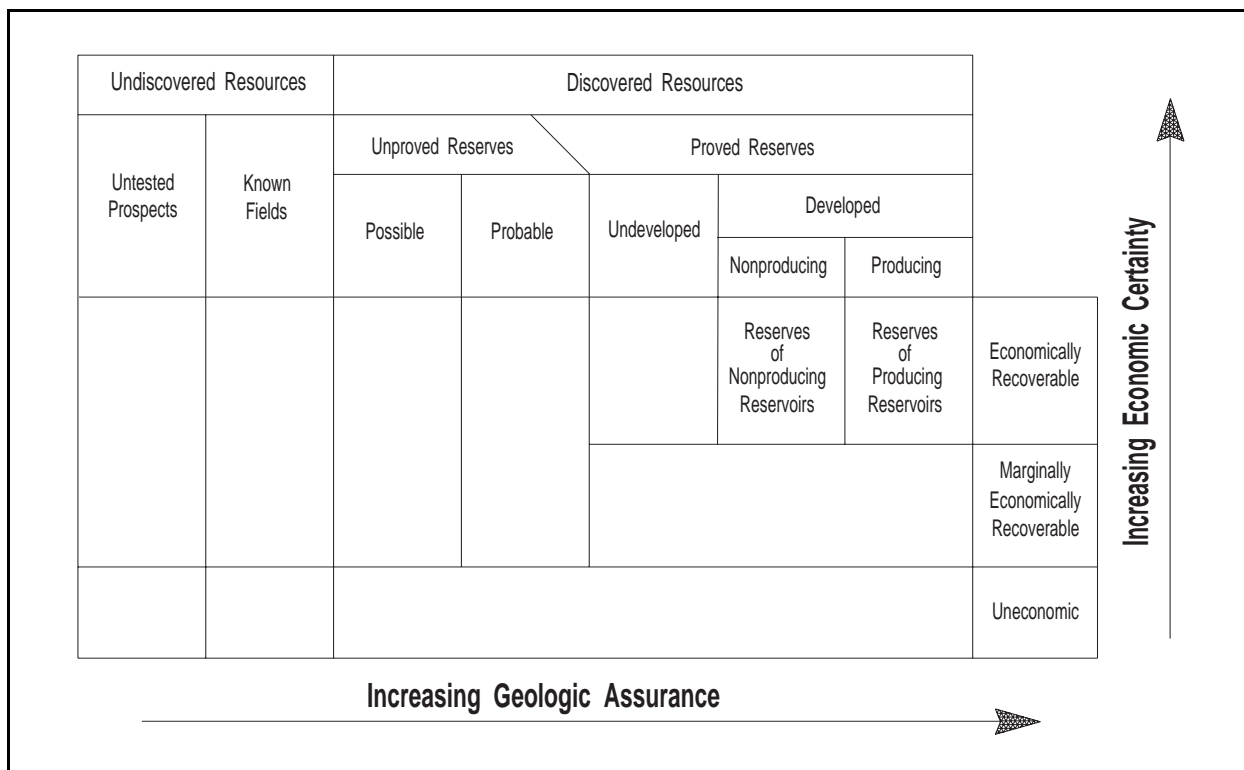 Undiscovered Resources
Discovered Resources
Unproved Reserves
Proved Reserves
Untested
Prospects
Known
Fields
Possible
Probable
Undeveloped
Developed
Nonproducing
Producing
Reserves
of
Nonproducing
Reservoirs
Reserves
of
Producing
Reservoirs
Economically
Recoverable
Marginally
Economically
Recoverable
Uneconomic
Increasing Economic Certainty
Increasing Geologic Assurance